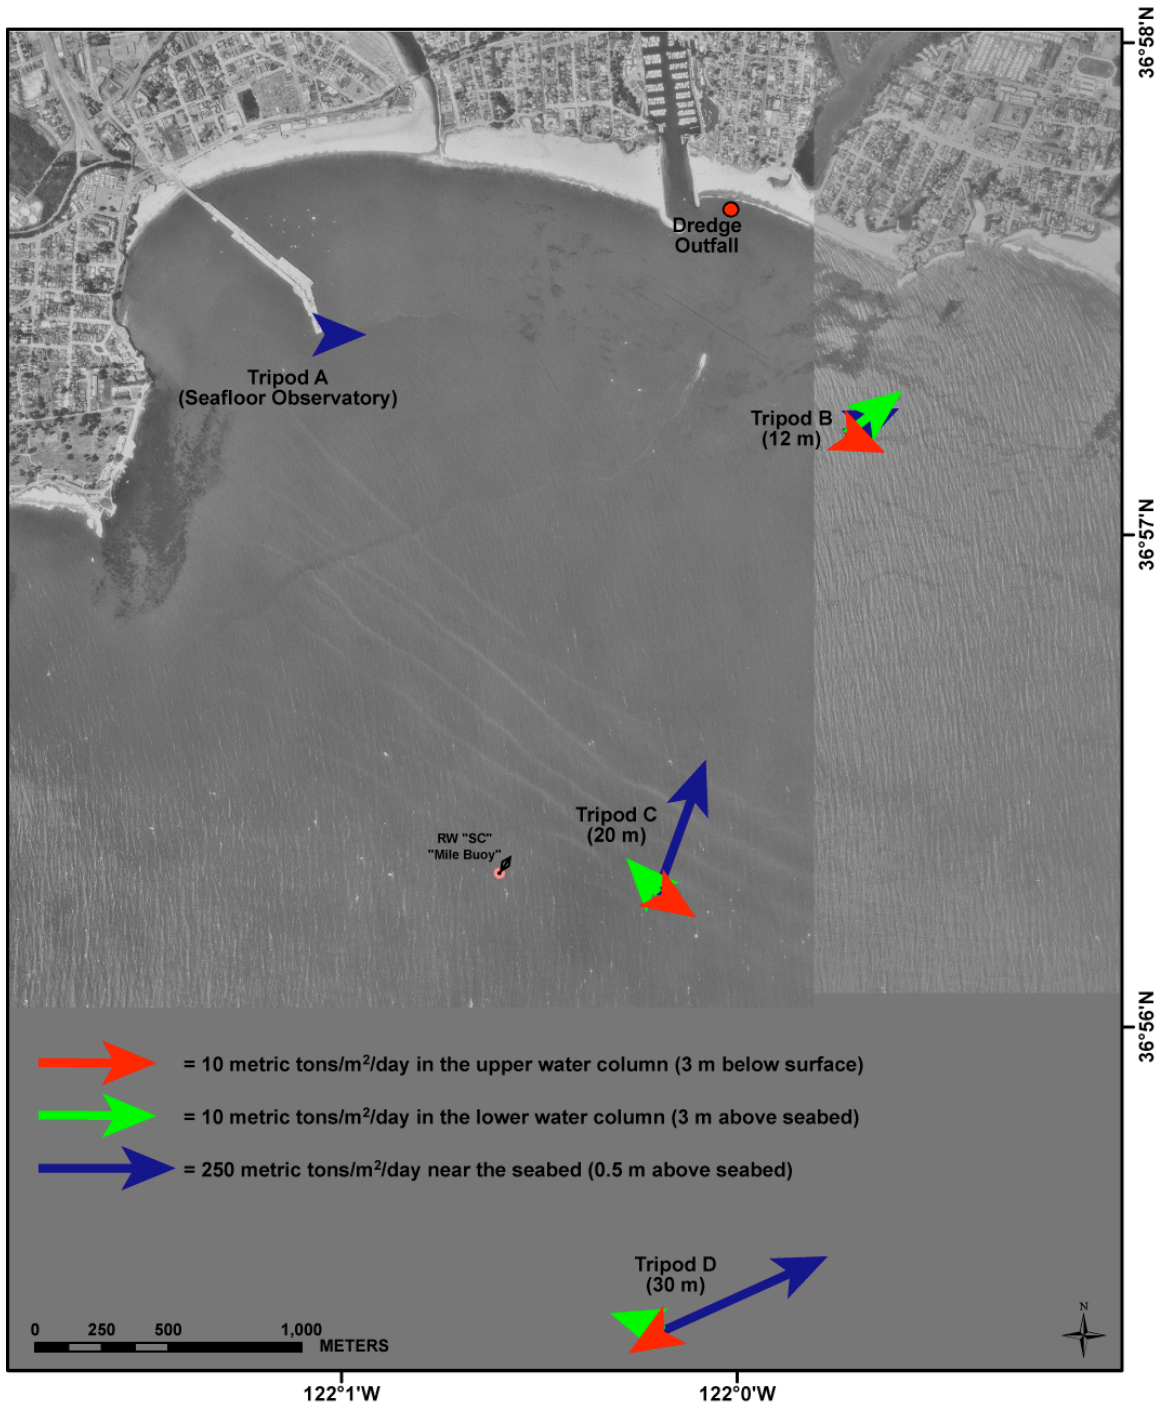 36°58'N
Dredge
Outfall
Tripod A
(Seafloor Observatory)
Tripod B
(12 m)
36°57'N
Tripod C
(20 m)
RW "SC"
"Mile Buoy"
36°56'N
= 10 metric tons/m²/day in the upper water column (3 m below surface)
= 10 metric tons/m²/day in the lower water column (3 m above seabed)
= 250 metric tons/m²/day near the seabed (0.5 m above seabed)
Tripod D
(30 m)
N
0 250 500 1,000
METERS
122°1'W 122°0'W